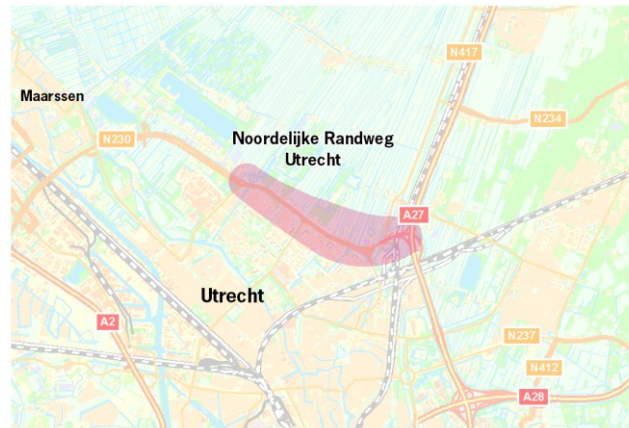 N417
Maarssen
N234
N230
Noordelijke Randweg
Utrecht
A27
Utrecht
A2
N237
N412
A28